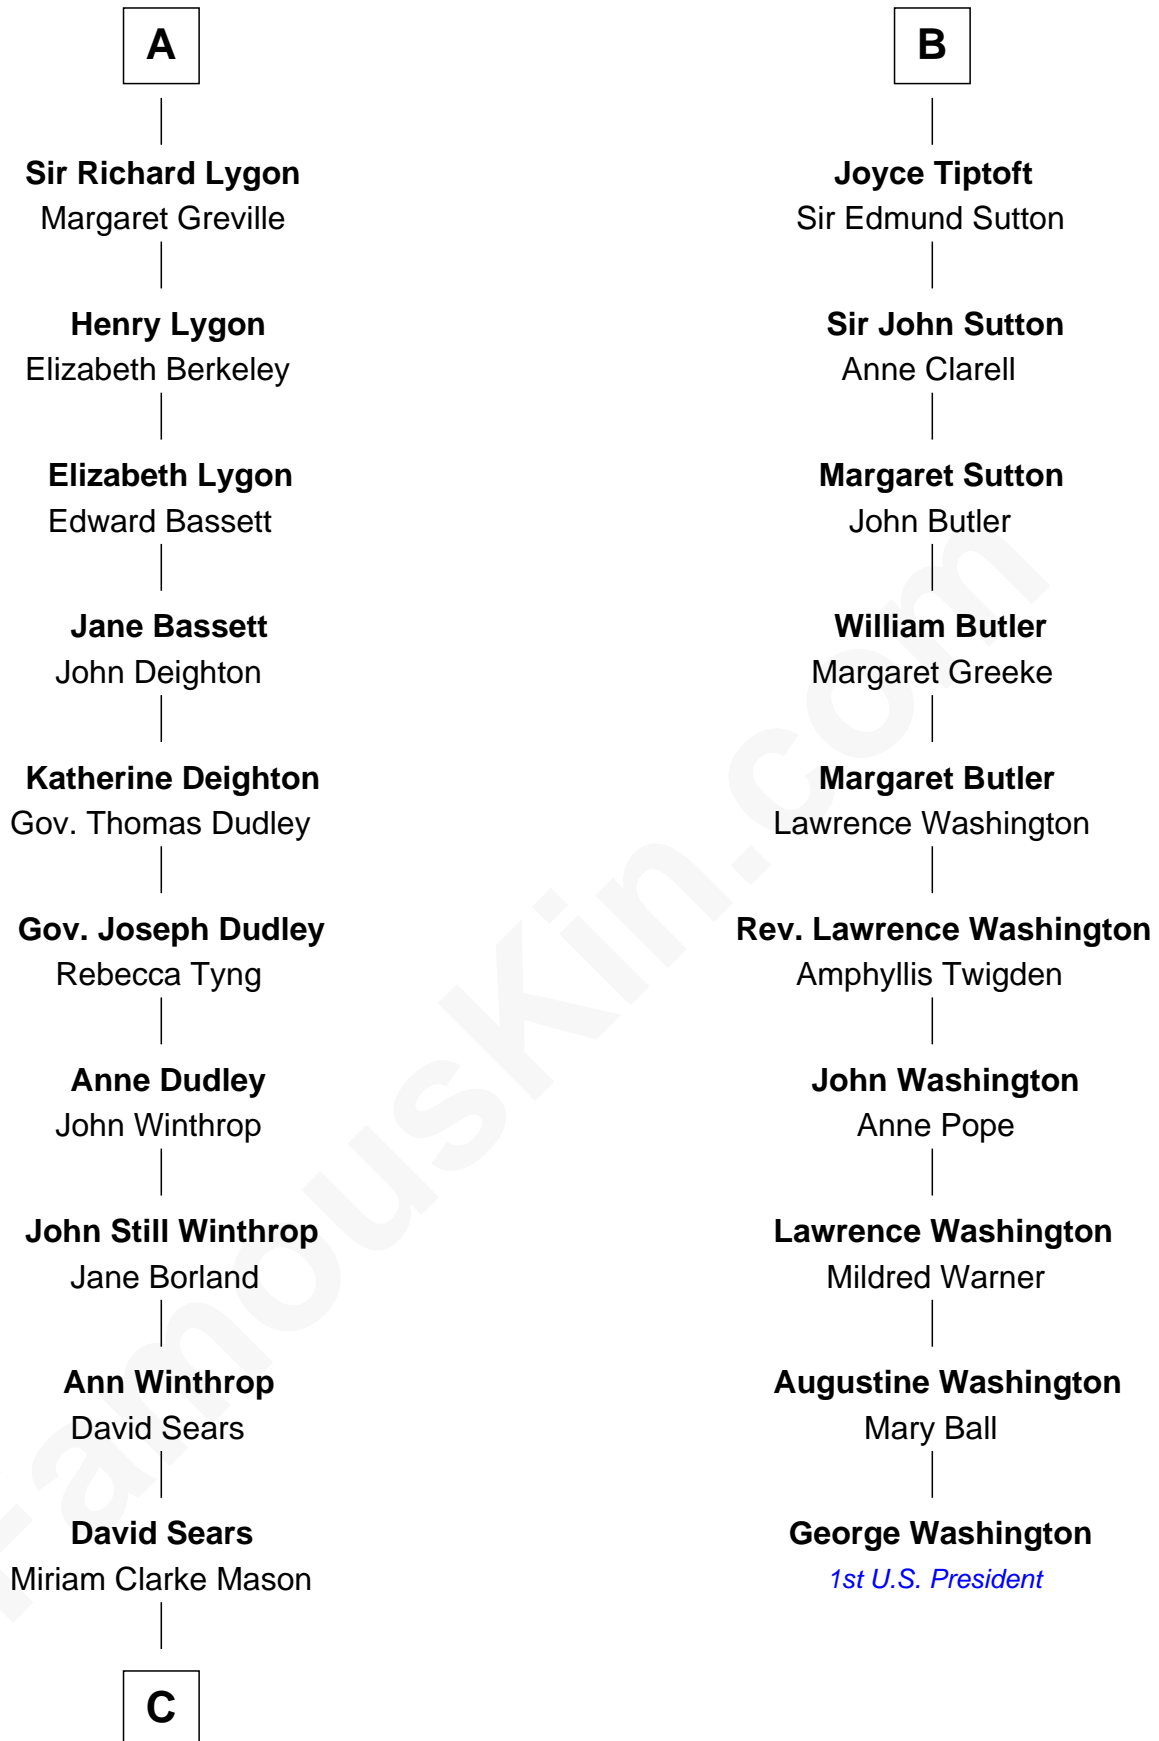 A
Sir Richard Lygon
Margaret Greville
Henry Lygon
Elizabeth Berkeley
Elizabeth Lygon
Edward Bassett
Jane Bassett
John Deighton
Katherine Deighton
Gov. Thomas Dudley
Gov. Joseph Dudley
Rebecca Tyng
Anne Dudley
John Winthrop
John Still Winthrop
Jane Borland
Ann Winthrop
David Sears
David Sears
Miriam Clarke Mason
C
B
Joyce Tiptoft
Sir Edmund Sutton
Sir John Sutton
Anne Clarell
Margaret Sutton
John Butler
William Butler
Margaret Greeke
Margaret Butler
Lawrence Washington
Rev. Lawrence Washington
Amphyllis Twigden
John Washington
Anne Pope
Lawrence Washington
Mildred Warner
Augustine Washington
Mary Ball
George Washington
1st U.S. President
FamousKin.com